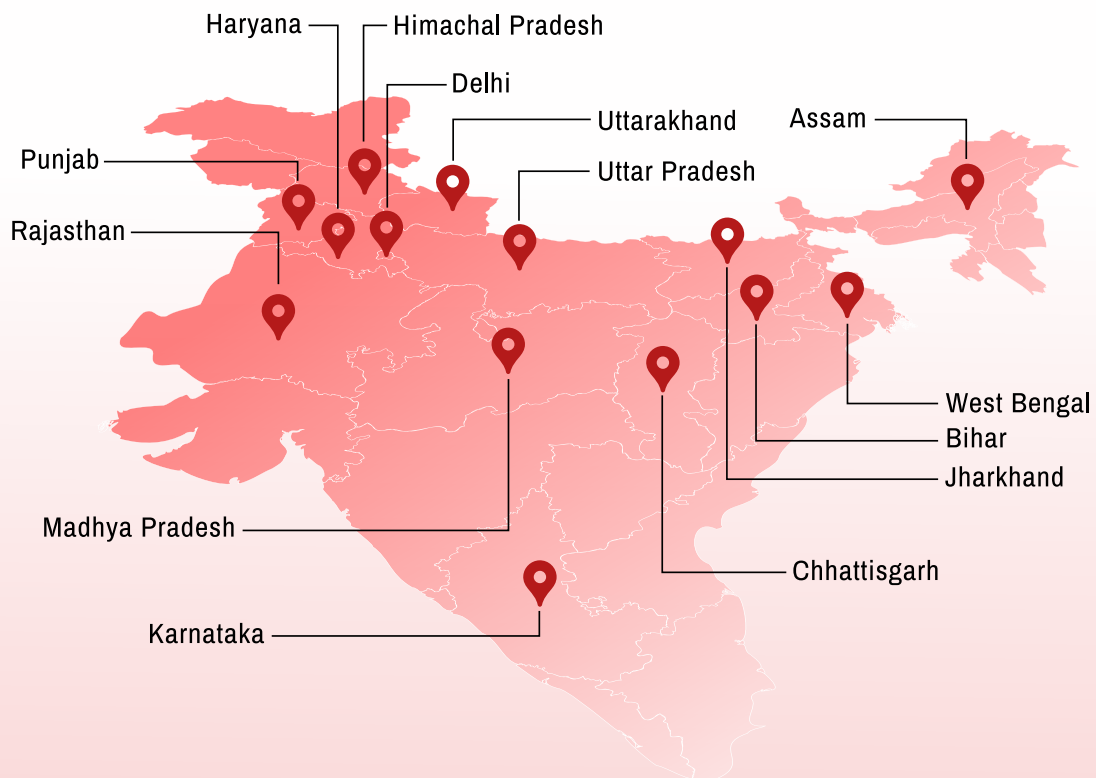 Haryana
Himachal Pradesh
Delhi
Uttarakhand
Assam
Punjab
Uttar Pradesh
Rajasthan
West Bengal
Bihar
Jharkhand
Madhya Pradesh
Chhattisgarh
Karnataka